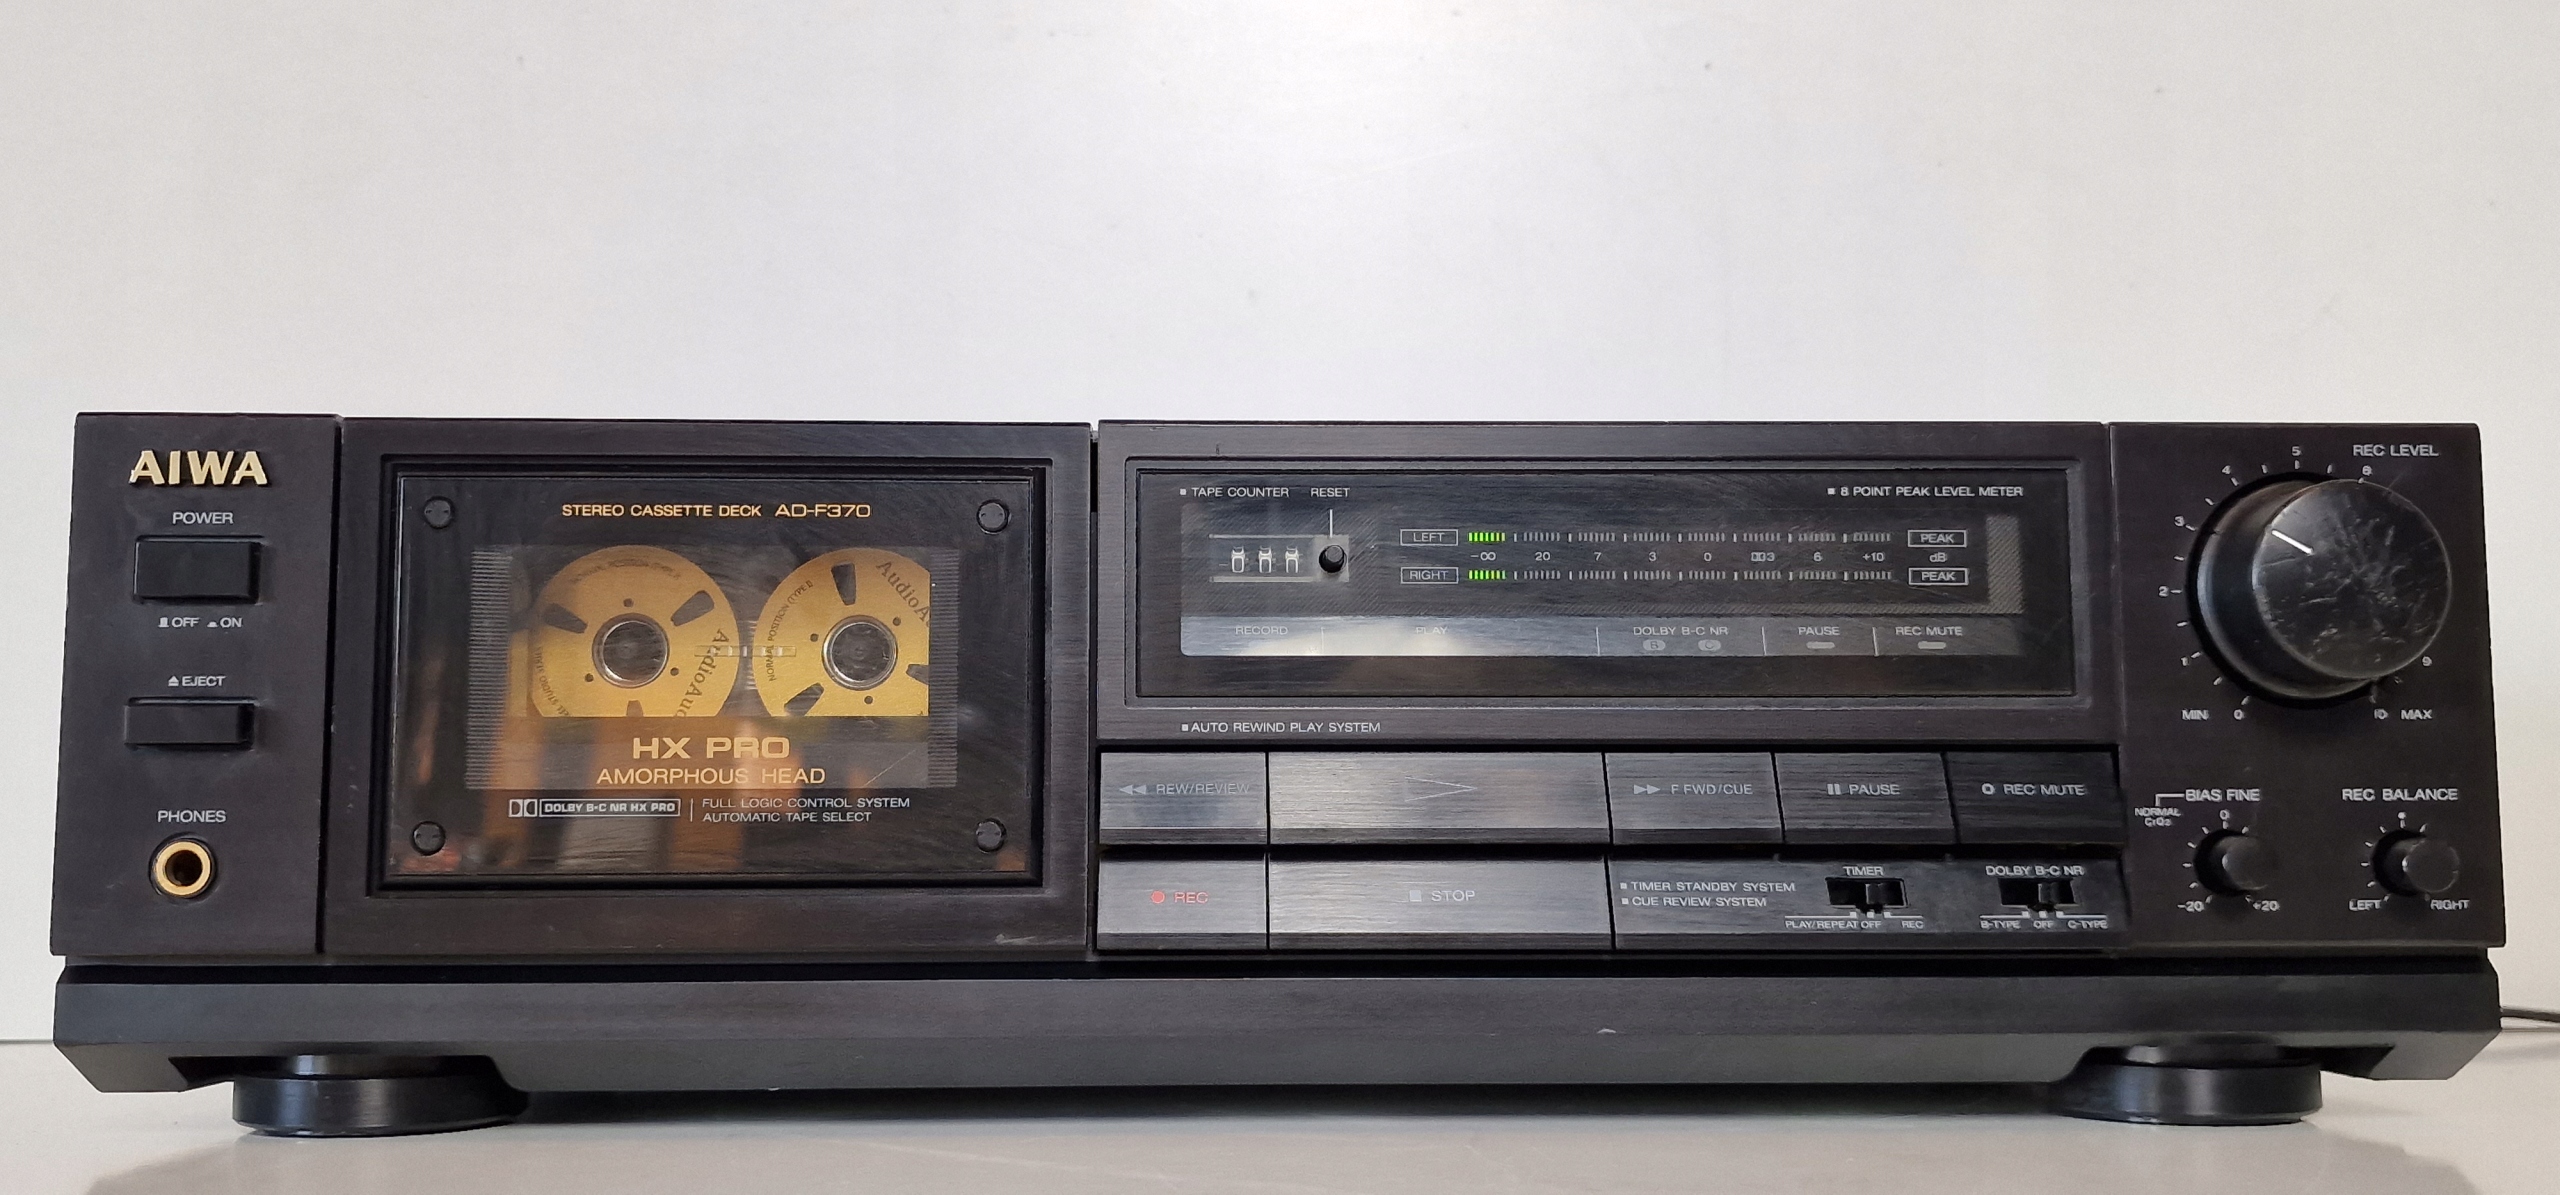 AIWA
POWER
OFF ON
EJECT
PHONES
STEREO CASSETTE DECK AD-F370
NORMAL POSITION (TYPE I)
HX PRO
AMORPHOUS HEAD
DOLBY B-C NR HX PRO
FULL LOGIC CONTROL SYSTEM
AUTOMATIC TAPE SELECT
TAPE COUNTER RESET
8 POINT PEAK LEVEL METER
LEFT PEAK
-∞ 20 7 3 0 3 6 +10 dB
RIGHT PEAK
RECORD PLAY DOLBY B-C NR PAUSE REC MUTE
B C
AUTO REWIND PLAY SYSTEM
REW/REVIEW
F FWD/CUE
PAUSE
REC MUTE
REC
STOP
TIMER STANDBY SYSTEM
CUE REVIEW SYSTEM
TIMER
PLAY/REPEAT OFF REC
DOLBY B-C NR
B-TYPE OFF C-TYPE
REC LEVEL
MIN 0 1 2 3 4 5 6 9 10 MAX
BIAS FINE
NORMAL
CrO2
0
-20 +20
REC BALANCE
LEFT RIGHT